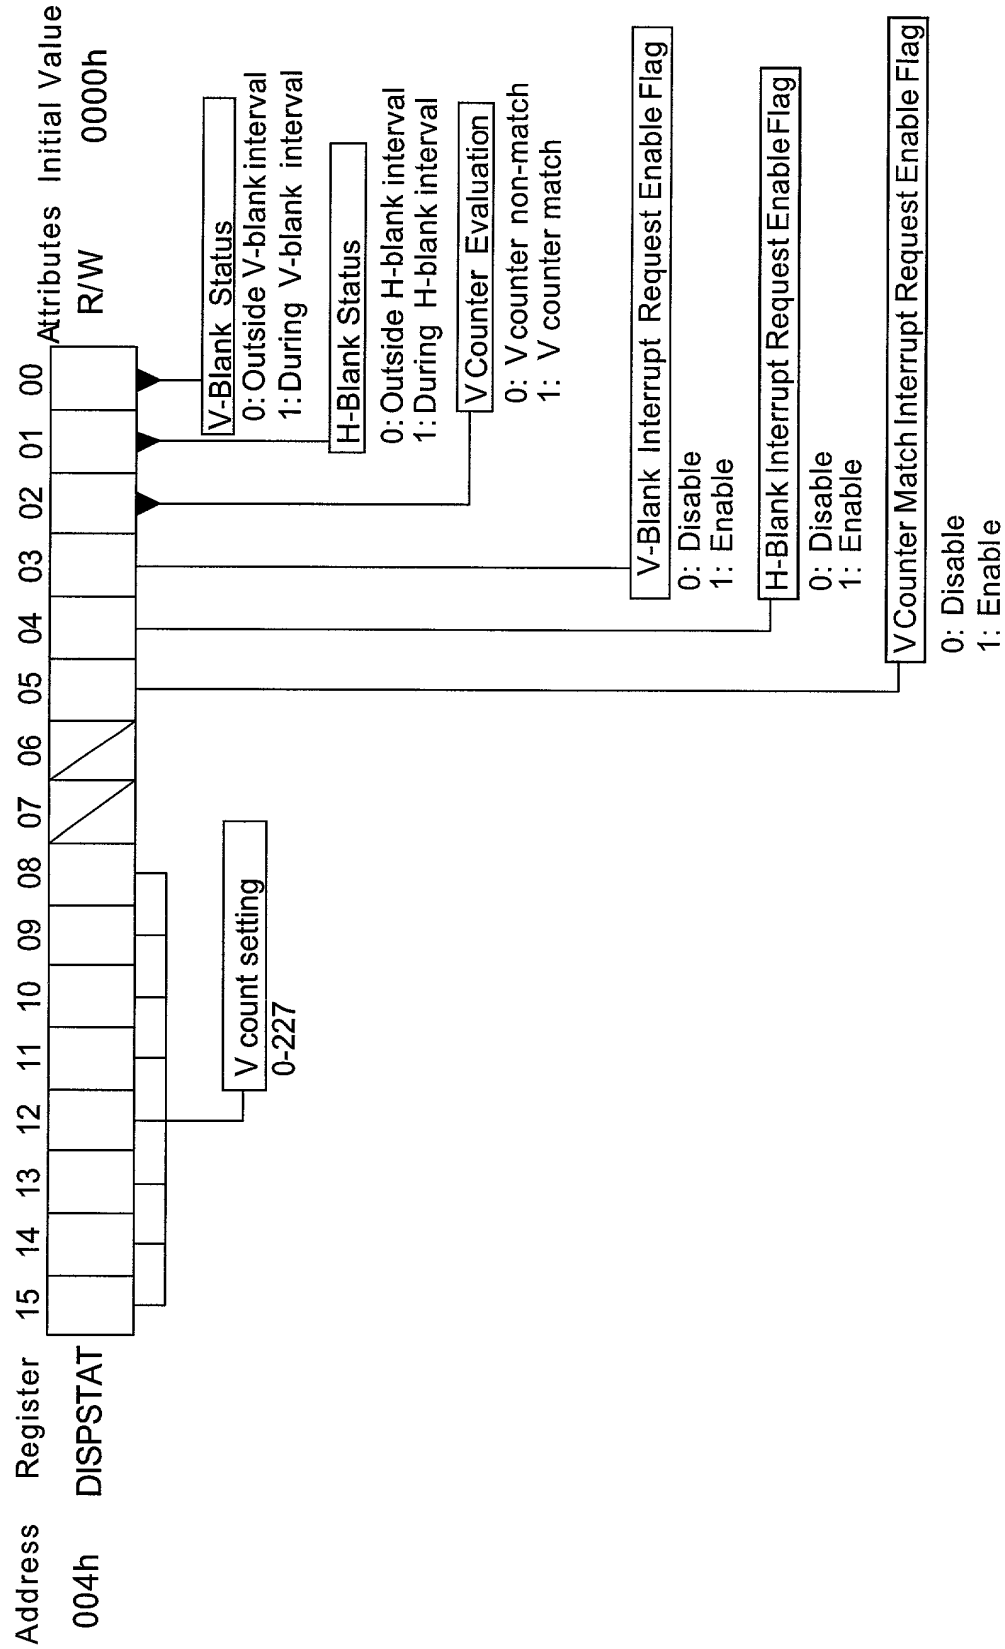 Address Register 15 14 13 12 11 10 09 08 07 06 05 04 03 02 01 00 Attributes Initial Value
004h DISPSTAT R/W 0000h
V-Blank Status
0: Outside V-blank interval
1: During V-blank interval
H-Blank Status
0: Outside H-blank interval
1: During H-blank interval
V Counter Evaluation
0: V counter non-match
1: V counter match
V-Blank Interrupt Request Enable Flag
0: Disable
1: Enable
H-Blank Interrupt Request Enable Flag
0: Disable
1: Enable
V Counter Match Interrupt Request Enable Flag
0: Disable
1: Enable
V count setting
0-227